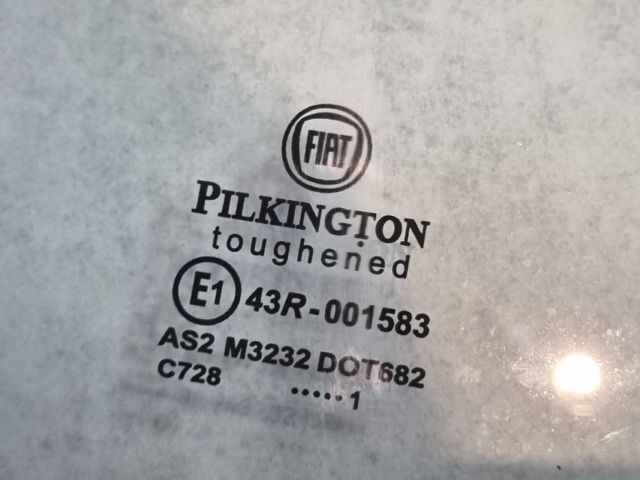 FIAT
PILKINGTON
toughened
E1 43R-001583
AS2 M3232 DOT682
C728 ..... 1